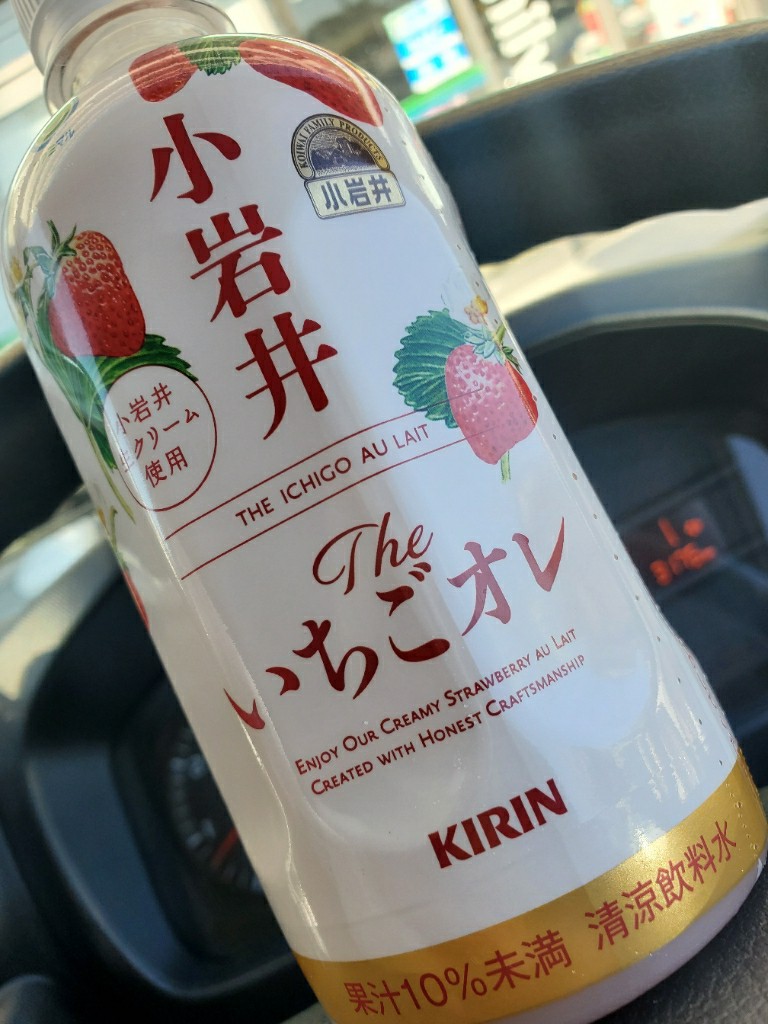 小岩井
KOIWAI FAMILY PRODUCTS
小岩井
小岩井
生クリーム
使用
THE ICHIGO AU LAIT
The
いちごオレ
ENJOY OUR CREAMY STRAWBERRY AU LAIT
CREATED WITH HONEST CRAFTSMANSHIP
KIRIN
果汁10%未満 清涼飲料水